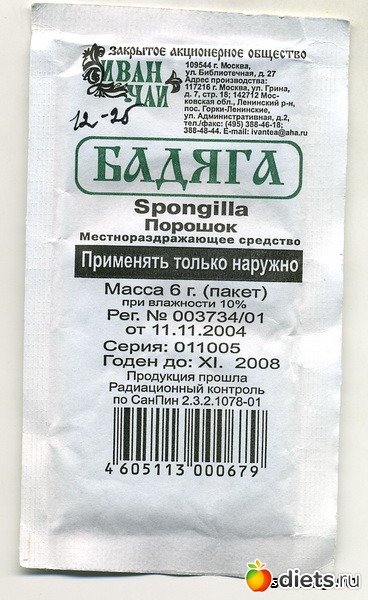 Закрытое акционерное общество
ИВАН
ЧАЙ
109544 г. Москва,
ул. Библиотечная, д. 27
Адрес производства:
117216 г. Москва, ул. Грина,
д. 7, стр. 18; 142712 Мос-
ковская обл., Ленинский р-н,
пос. Горки-Ленинские,
ул. Административная, д. 2,
тел./факс: (495) 388-46-18;
388-48-44. E-mail: ivantea@aha.ru
12-25
БАДЯГА
Spongilla
Порошок
Местнораздражающее средство
Применять только наружно
Масса 6 г. (пакет)
при влажности 10%
Рег. № 003734/01
от 11.11.2004
Серия: 011005
Годен до: XI. 2008
Продукция прошла
Радиационный контроль
по СанПин 2.3.2.1078-01
4 605113 000679
diets.ru